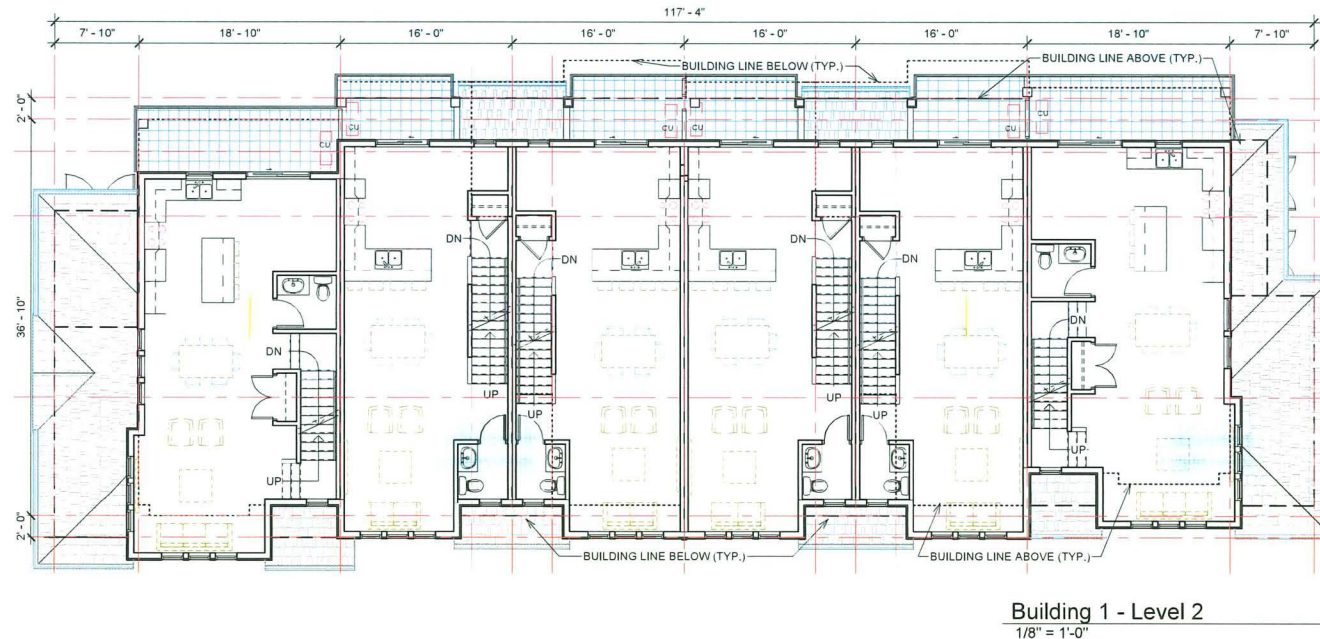 117' - 4"
7' - 10"
18' - 10"
16' - 0"
16' - 0"
16' - 0"
16' - 0"
18' - 10"
7' - 10"
BUILDING LINE BELOW (TYP.)
BUILDING LINE ABOVE (TYP.)
2' - 0"
CU
CU
CU
CU
CU
CU
DN
DN
DN
DN
36' - 10"
DN
DN
UP
UP
UP
UP
UP
UP
2' - 0"
BUILDING LINE BELOW (TYP.)
BUILDING LINE ABOVE (TYP.)
Building 1 - Level 2
1/8" = 1'-0"